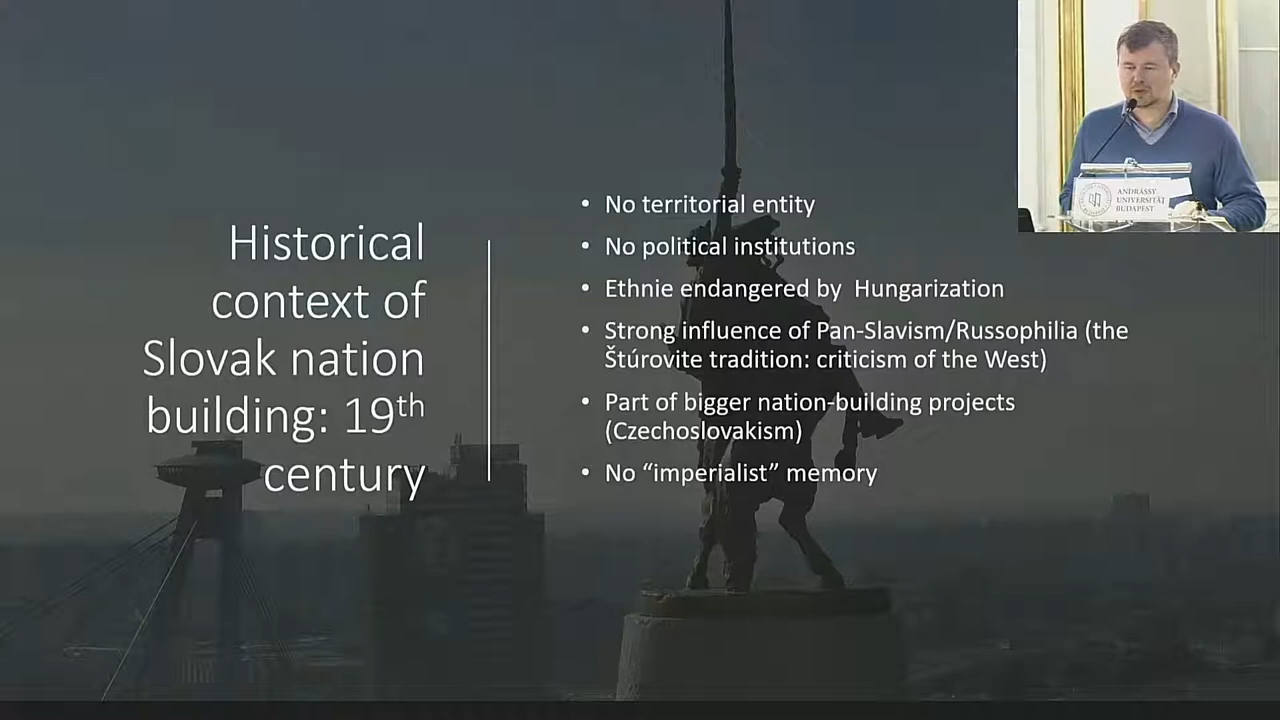 Historical
context of
Slovak nation
building: 19th
century
• No territorial entity
• No political institutions
• Ethnie endangered by  Hungarization
• Strong influence of Pan-Slavism/Russophilia (the
Štúrovite tradition: criticism of the West)
• Part of bigger nation-building projects
(Czechoslovakism)
• No “imperialist” memory
ANDRÁSSY
UNIVERSITÄT
BUDAPEST